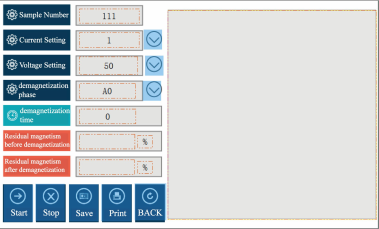 Sample Number 111
Current Setting 1
Voltage Setting 50
demagnetization
phase A0
demagnetization
time 0
Residual magnetism
before demagnetization %
Residual magnetism
after demagnetization %
Start Stop Save Print BACK